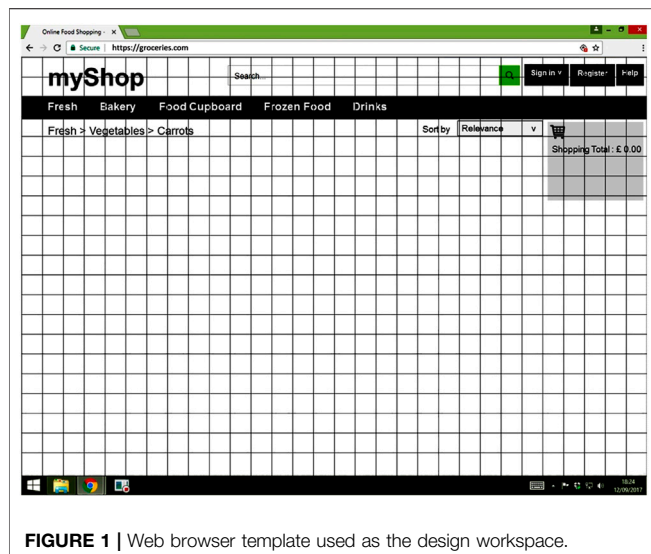 Online Food Shopping - x
Secure | https://groceries.com
myShop
Search...
Sign in v
Register
Help
Fresh Bakery Food Cupboard Frozen Food Drinks
Fresh > Vegetables > Carrots
Sort by Relevance v
Shopping Total : £ 0.00
18:24
12/09/2017
FIGURE 1 | Web browser template used as the design workspace.